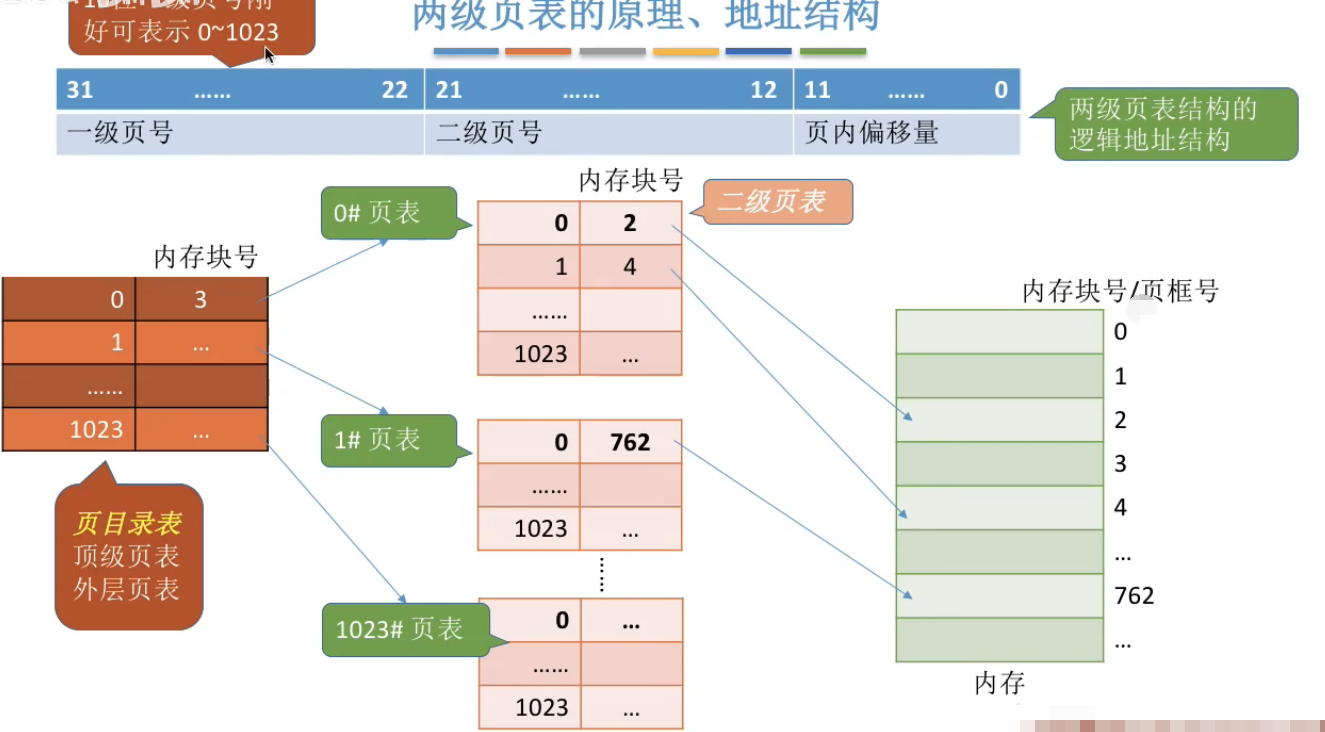 好可表示 0~1023
两级页表的原理、地址结构
31 …… 22 21 …… 12 11 …… 0
一级页号 二级页号 页内偏移量
两级页表结构的
逻辑地址结构
内存块号
0 3
1 …
……
1023 …
页目录表
顶级页表
外层页表
0# 页表
内存块号
二级页表
0 2
1 4
……
1023 …
1# 页表
0 762
……
1023 …
1023# 页表
0 …
……
1023 …
内存块号/页框号
0
1
2
3
4
…
762
…
内存